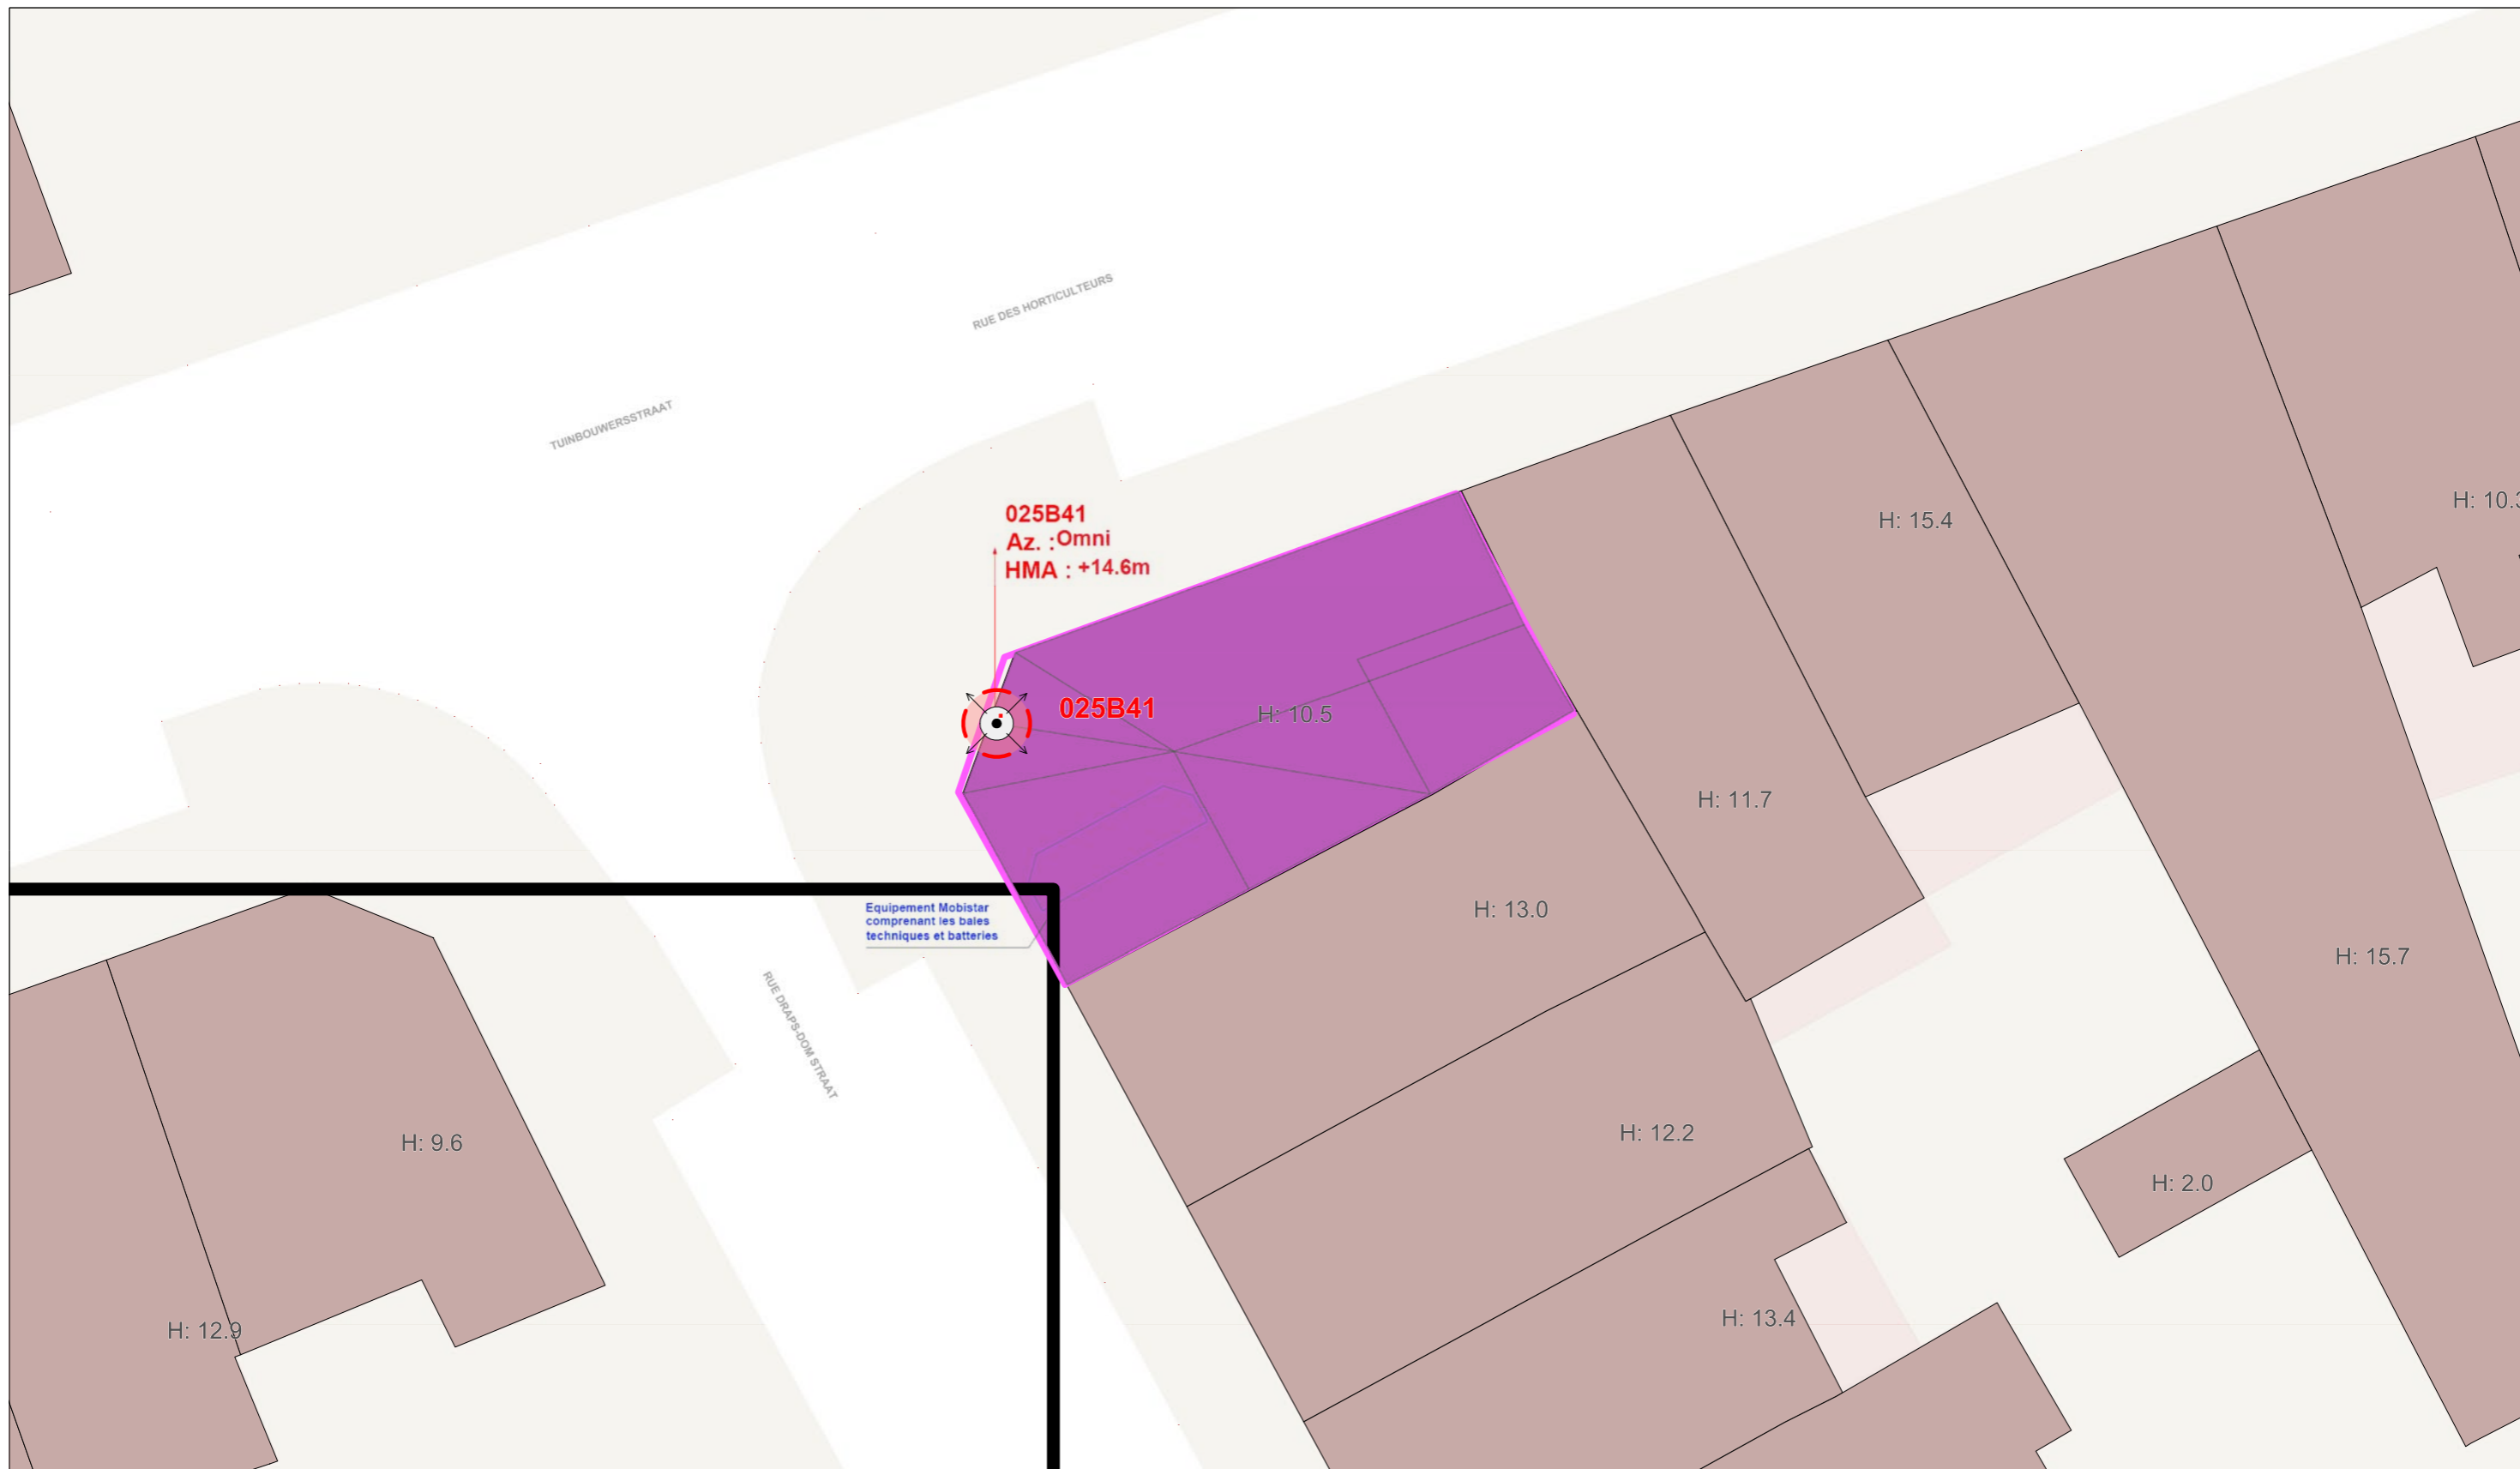 RUE DES HORTICULTEURS
TUINBOUWERSSTRAAT
025B41
Az. : Omni
HMA : +14.6m
025B41
H: 10.5
H: 15.4
H: 11.7
H: 13.0
Equipement Mobistar
comprenant les baies
techniques et batteries
RUE DRAPS-DOM STRAAT
H: 15.7
H: 9.6
H: 12.2
H: 2.0
H: 12.9
H: 13.4